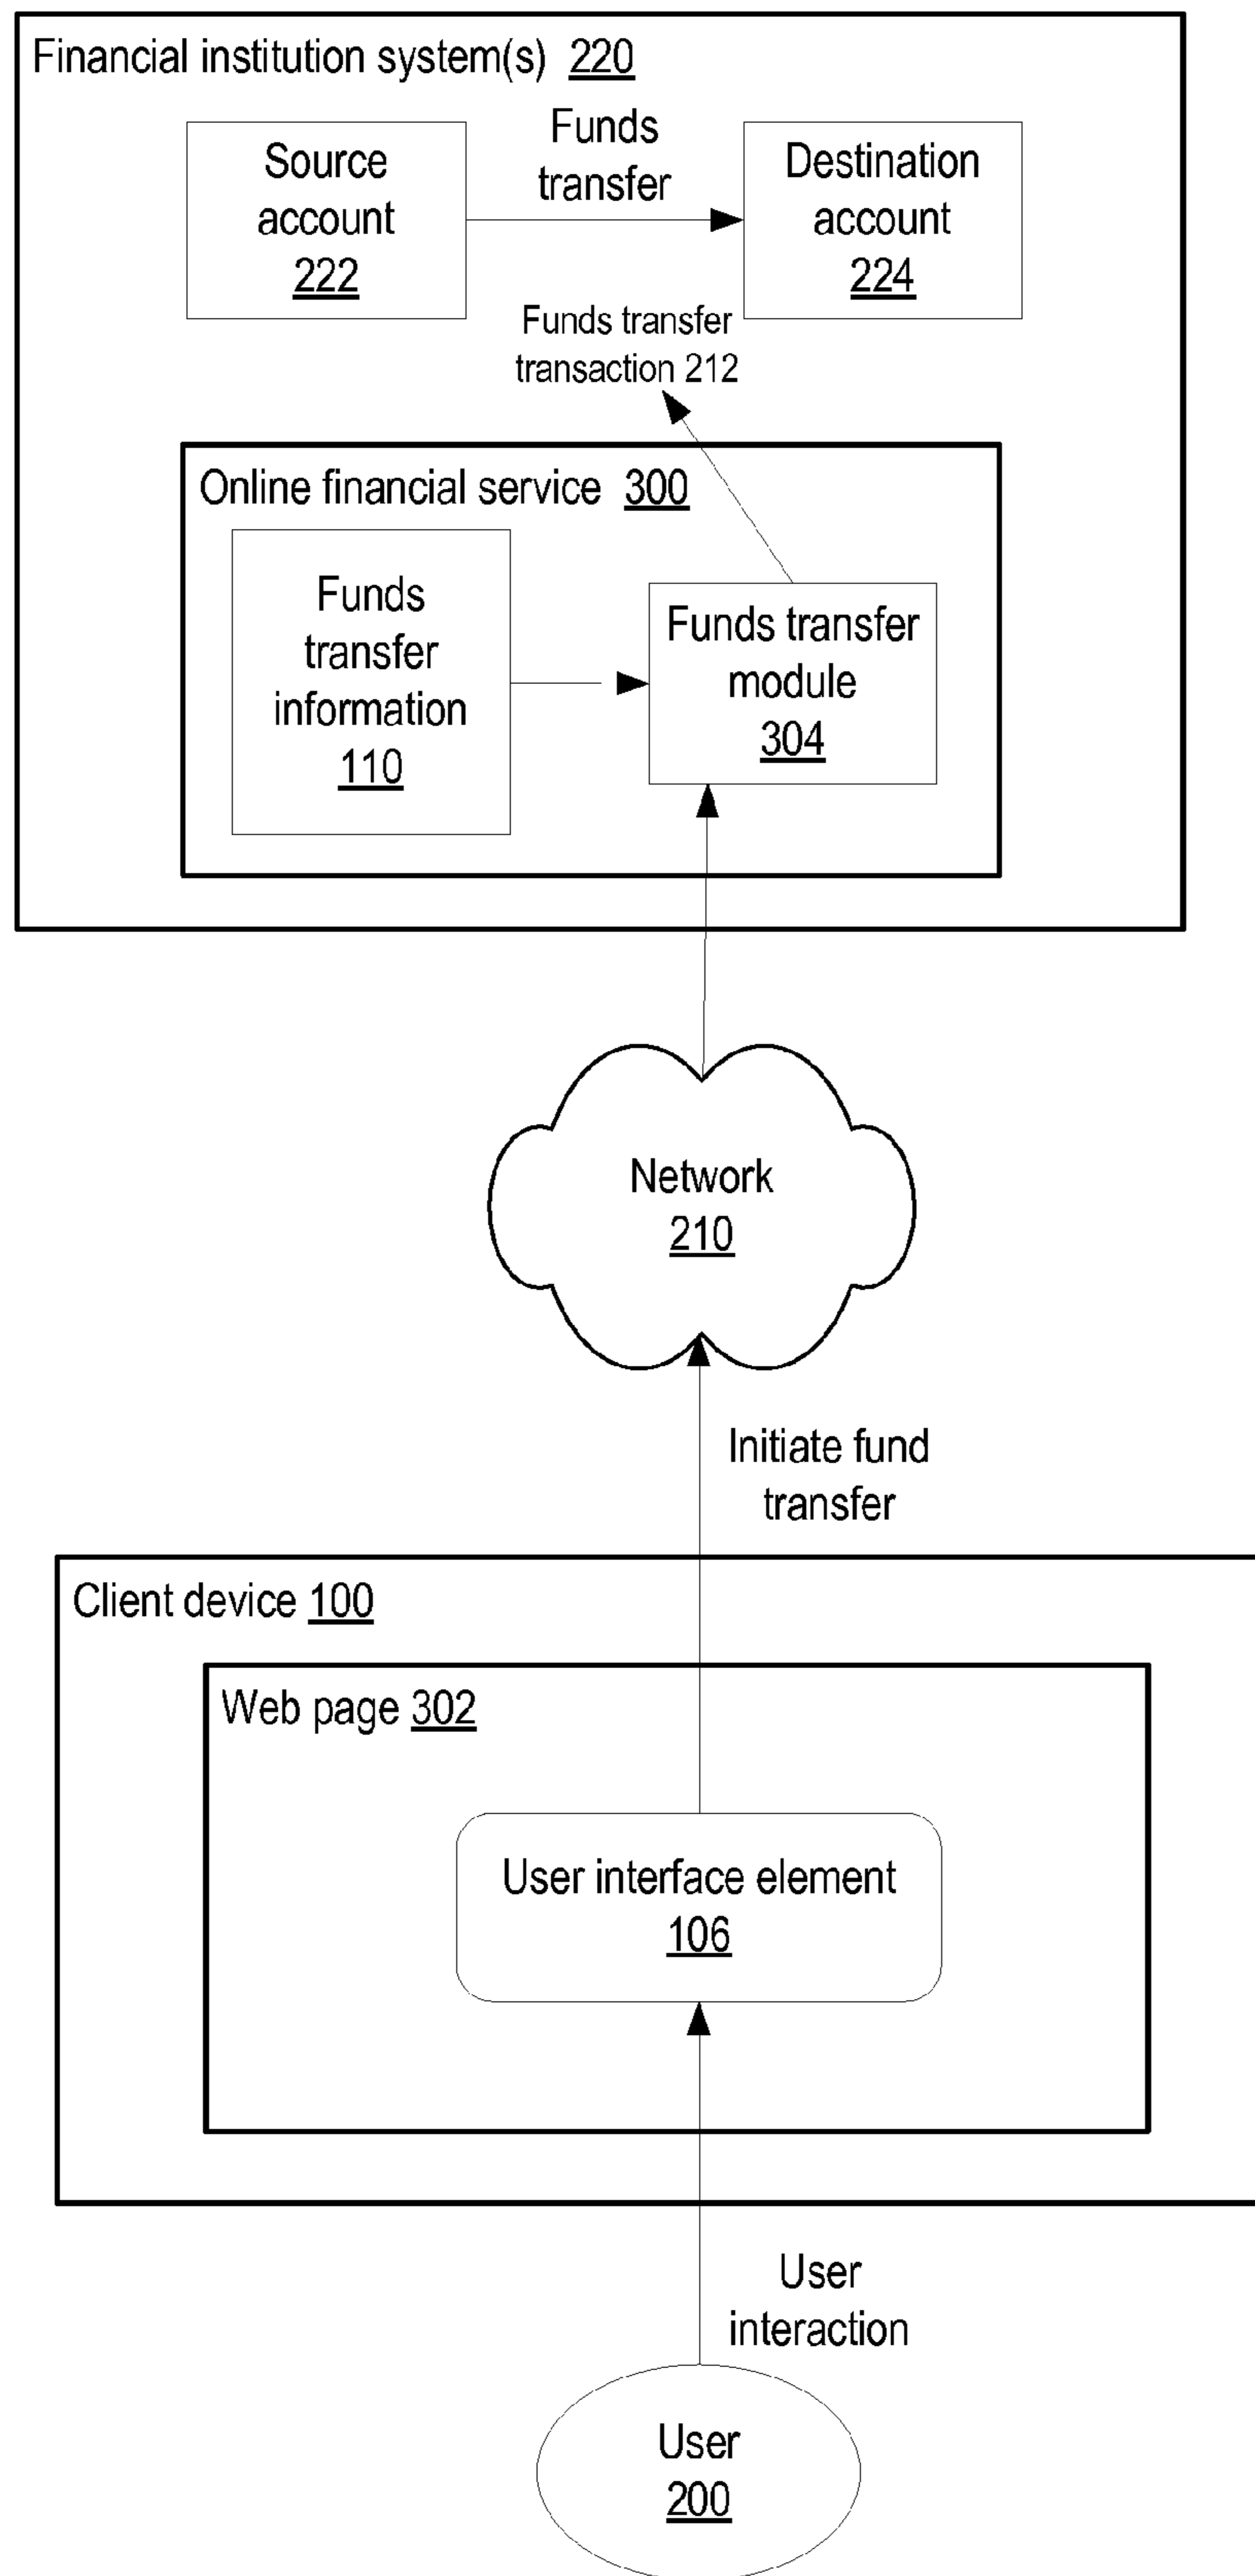 Financial institution system(s) 220
Source
account
222
Funds
transfer
Destination
account
224
Funds transfer
transaction 212
Online financial service 300
Funds
transfer
information
110
Funds transfer
module
304
Network
210
Initiate fund
transfer
Client device 100
Web page 302
User interface element
106
User
interaction
User
200